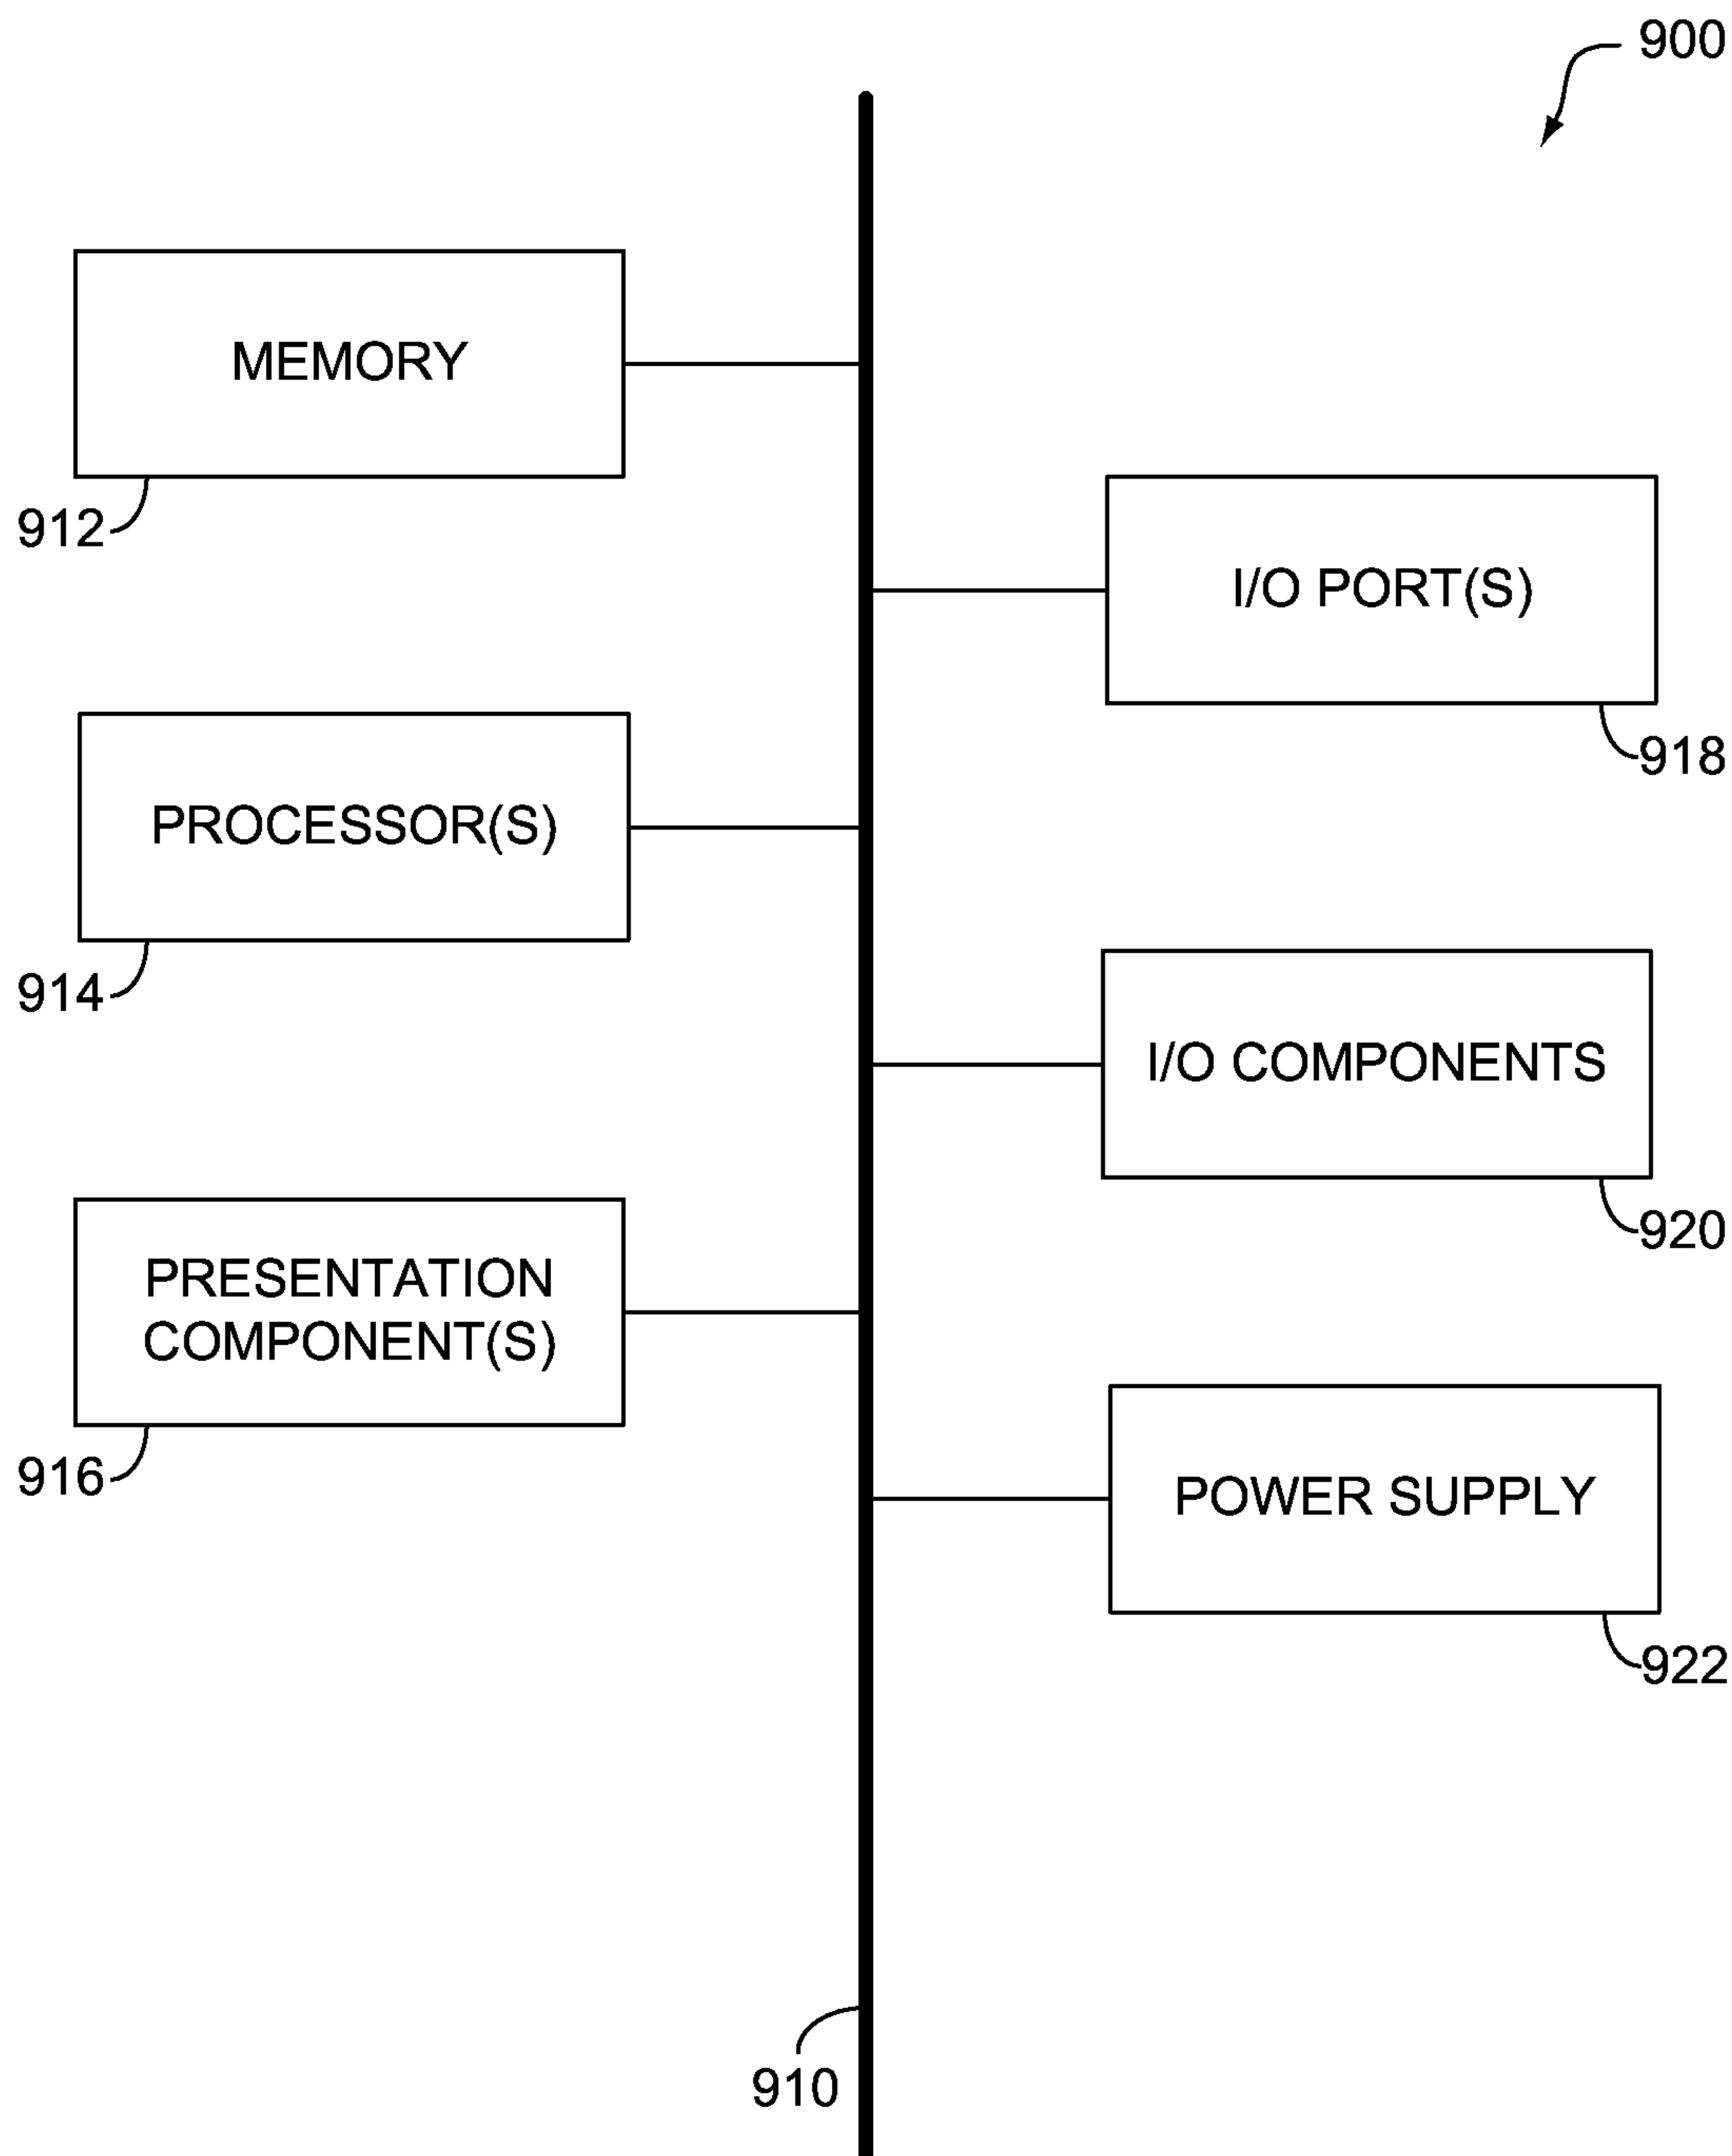 900
MEMORY
912
I/O PORT(S)
918
PROCESSOR(S)
914
I/O COMPONENTS
920
PRESENTATION
COMPONENT(S)
916
POWER SUPPLY
922
910